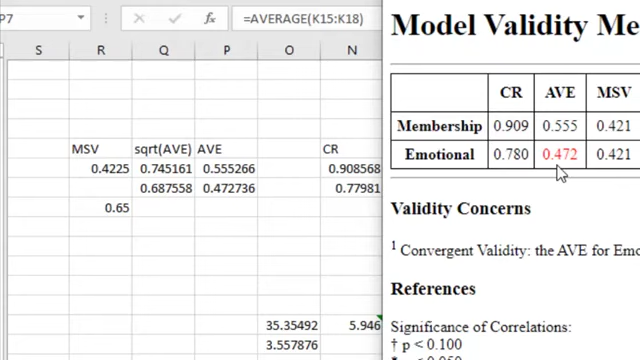 P7
=AVERAGE(K15:K18)
S R Q P O N
MSV sqrt(AVE) AVE CR
0.4225 0.745161 0.555266 0.908568
0.687558 0.472736 0.77981
0.65
35.35492 5.946
3.557876
Model Validity Me
CR AVE MSV
Membership 0.909 0.555 0.421
Emotional 0.780 0.472 0.421
Validity Concerns
1 Convergent Validity: the AVE for Emo
References
Significance of Correlations:
† p < 0.100
* p < 0.050